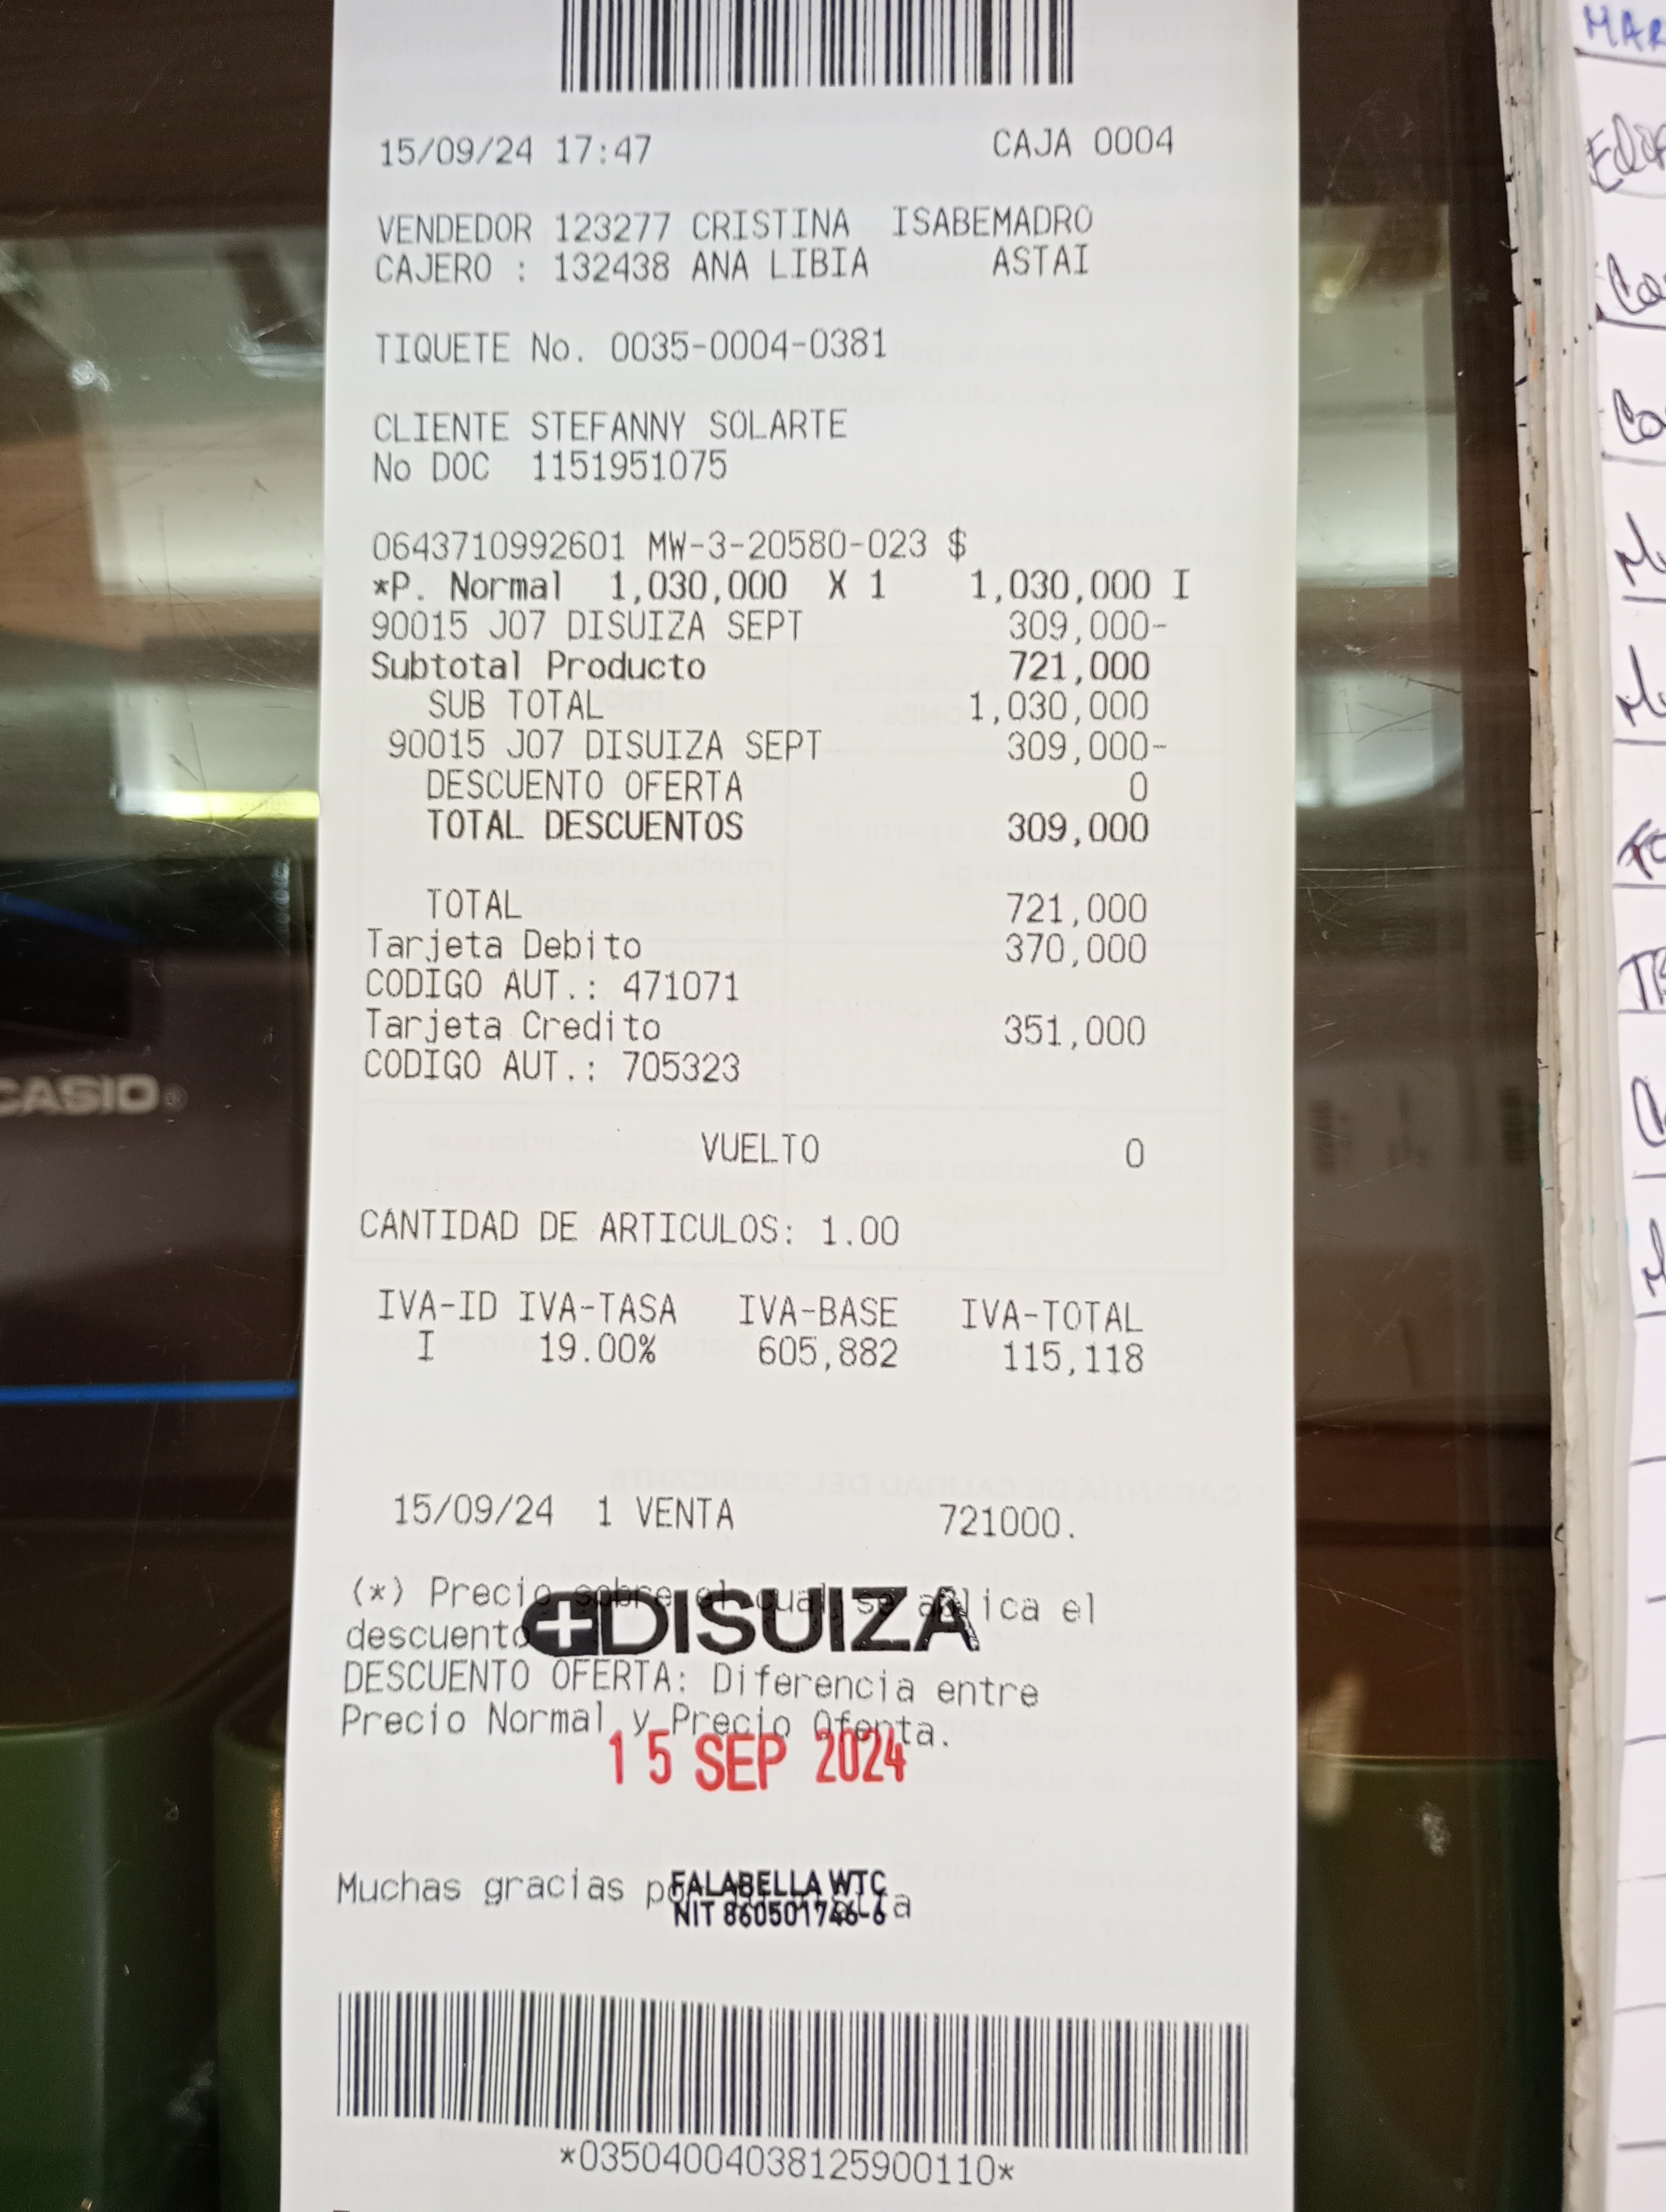 15/09/24 17:47 CAJA 0004
VENDEDOR 123277 CRISTINA ISABEMADRO
CAJERO : 132438 ANA LIBIA ASTAI
TIQUETE No. 0035-0004-0381
CLIENTE STEFANNY SOLARTE
No DOC 1151951075
0643710992601 MW-3-20580-023 $
*P. Normal 1,030,000 X 1 1,030,000 I
90015 J07 DISUIZA SEPT 309,000-
Subtotal Producto 721,000
SUB TOTAL 1,030,000
90015 J07 DISUIZA SEPT 309,000-
DESCUENTO OFERTA 0
TOTAL DESCUENTOS 309,000
TOTAL 721,000
Tarjeta Debito 370,000
CODIGO AUT.: 471071
Tarjeta Credito 351,000
CODIGO AUT.: 705323
VUELTO 0
CANTIDAD DE ARTICULOS: 1.00
IVA-ID IVA-TASA IVA-BASE IVA-TOTAL
I 19.00% 605,882 115,118
15/09/24 1 VENTA 721000.
(*) Precio sobre el cual se aplica el
descuento
DISUIZA
DESCUENTO OFERTA: Diferencia entre
Precio Normal y Precio Oferta.
15 SEP 2024
Muchas gracias
FALABELLA WTC
NIT 860501746-6
*03504004038125900110*
CASIO
MAR